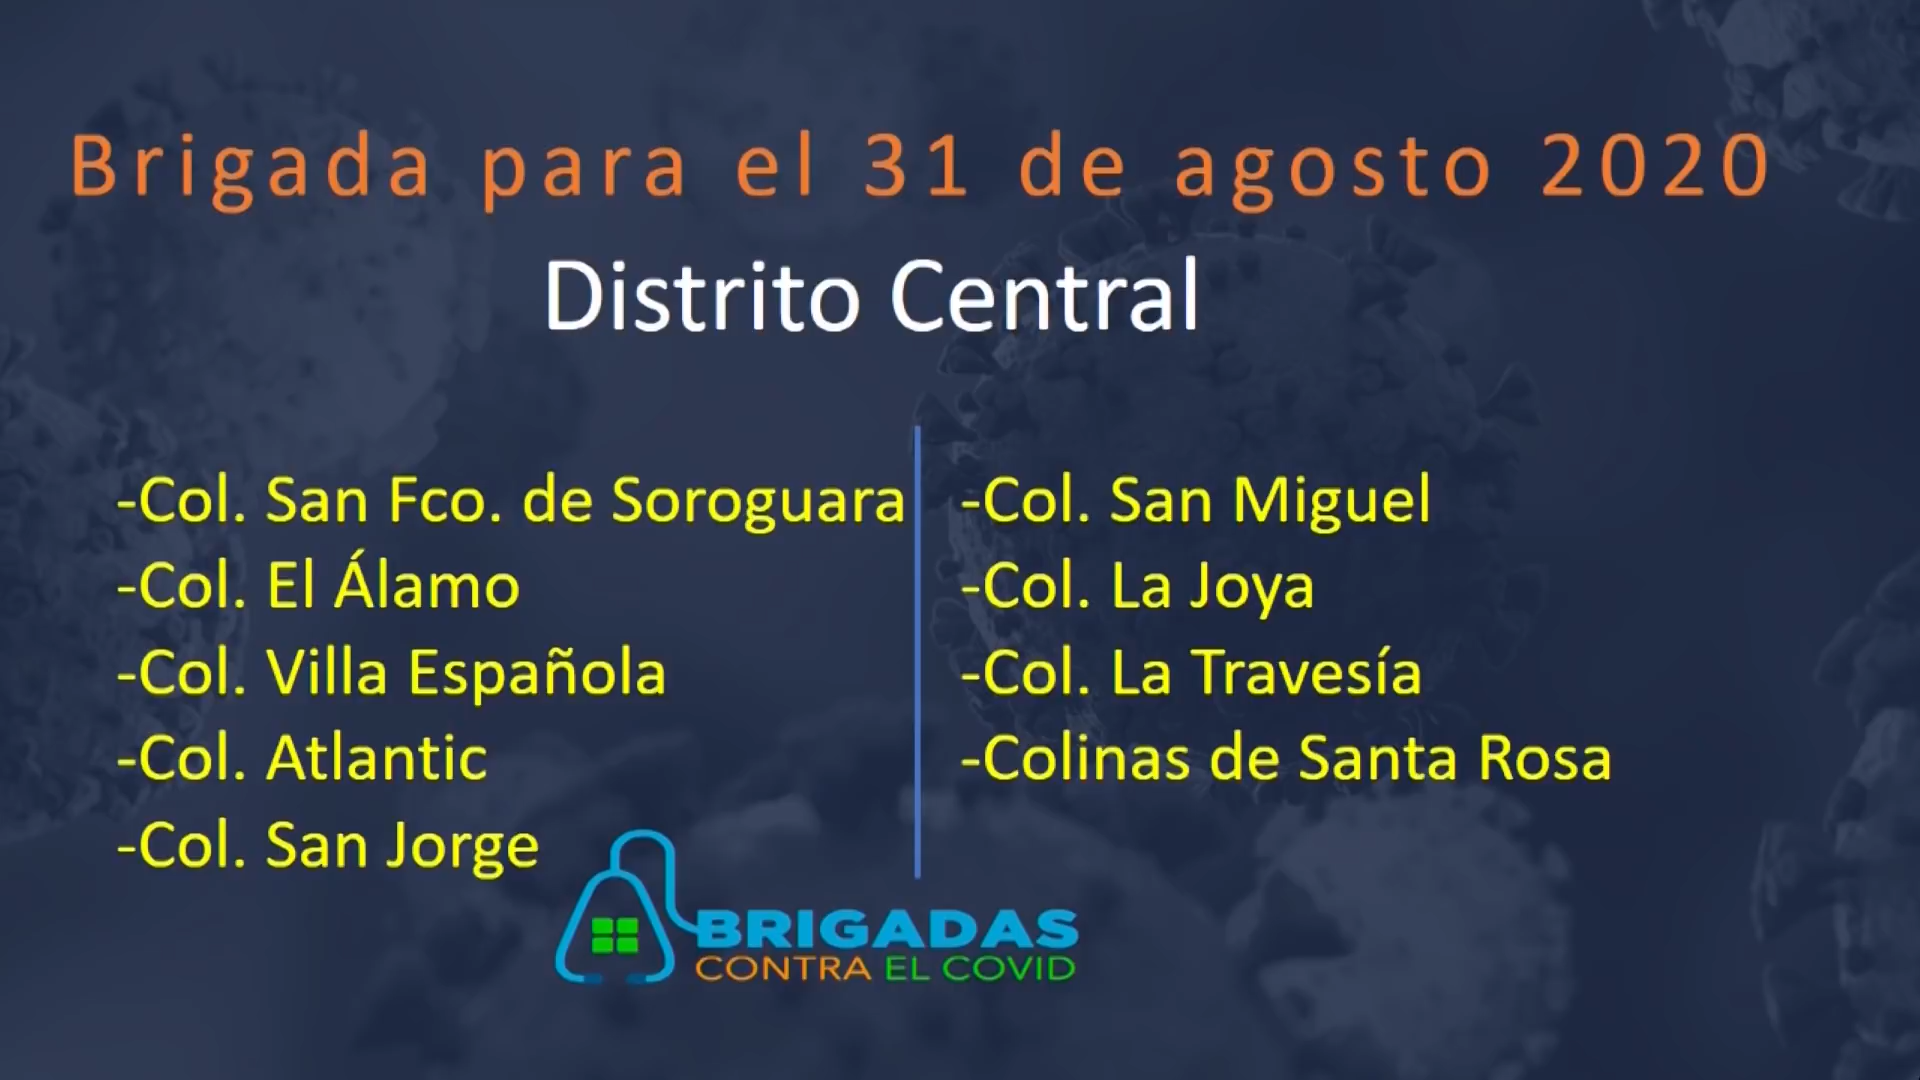 Brigada para el 31 de agosto 2020
Distrito Central
-Col. San Fco. de Soroguara
-Col. El Álamo
-Col. Villa Española
-Col. Atlantic
-Col. San Jorge
-Col. San Miguel
-Col. La Joya
-Col. La Travesía
-Colinas de Santa Rosa
BRIGADAS
CONTRA EL COVID